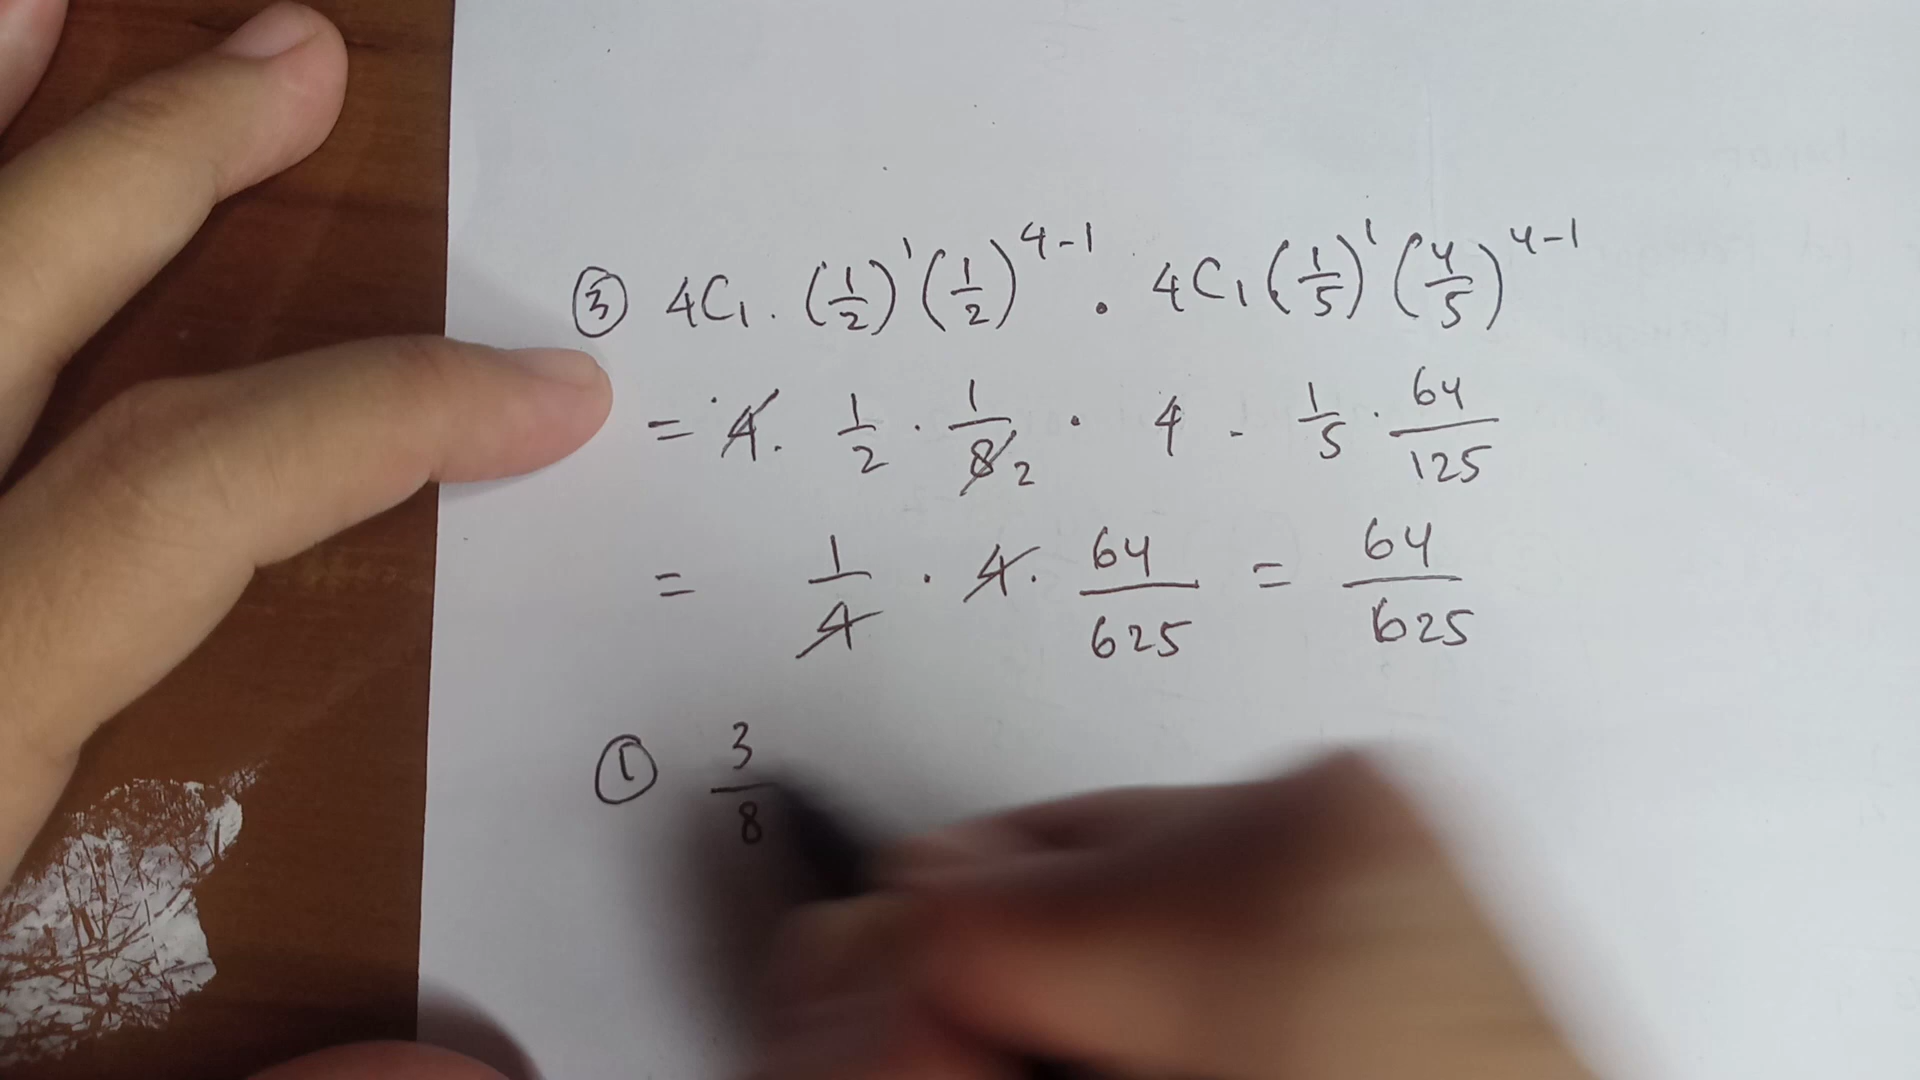 ③ 4C₁ . (1/2)¹ (1/2)⁴⁻¹ . 4C₁ (1/5)¹ (4/5)⁴⁻¹
= 4 . 1/2 . 1/8 2 . 4 - 1/5 . 64/125
= 1/4 . 4 . 64/625 = 64/625
① 3/8